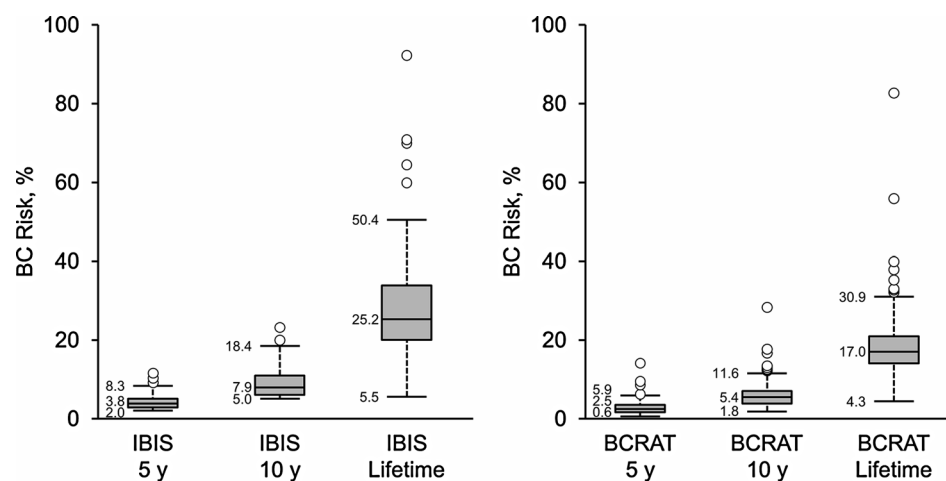 BC Risk, %
100
80
60
40
20
0
8.3
3.8
2.0
18.4
7.9
5.0
50.4
25.2
5.5
IBIS
5 y
IBIS
10 y
IBIS
Lifetime
BC Risk, %
100
80
60
40
20
0
5.9
2.5
0.6
11.6
5.4
1.8
30.9
17.0
4.3
BCRAT
5 y
BCRAT
10 y
BCRAT
Lifetime